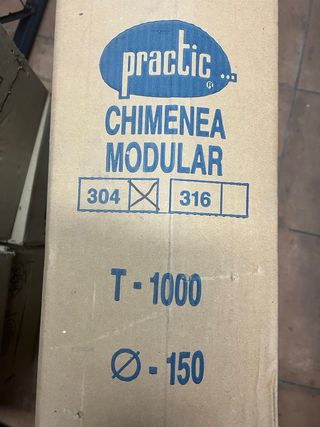 practic...®
CHIMENEA
MODULAR
304 ☒ 316 ☐
T - 1000
Ø - 150